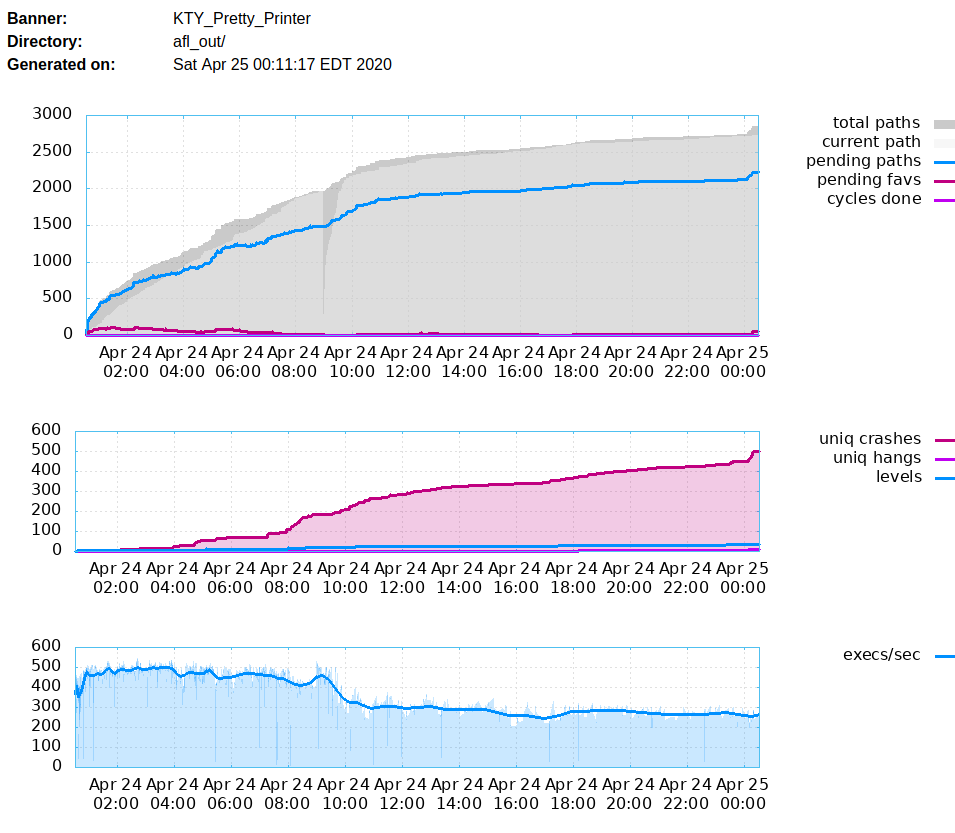 Banner: KTY_Pretty_Printer
Directory: afl_out/
Generated on: Sat Apr 25 00:11:17 EDT 2020
3000
2500
2000
1500
1000
500
0
Apr 24 Apr 24 Apr 24 Apr 24 Apr 24 Apr 24 Apr 24 Apr 24 Apr 24 Apr 24 Apr 24 Apr 25
02:00 04:00 06:00 08:00 10:00 12:00 14:00 16:00 18:00 20:00 22:00 00:00
total paths
current path
pending paths
pending favs
cycles done
600
500
400
300
200
100
0
Apr 24 Apr 24 Apr 24 Apr 24 Apr 24 Apr 24 Apr 24 Apr 24 Apr 24 Apr 24 Apr 24 Apr 25
02:00 04:00 06:00 08:00 10:00 12:00 14:00 16:00 18:00 20:00 22:00 00:00
uniq crashes
uniq hangs
levels
600
500
400
300
200
100
0
Apr 24 Apr 24 Apr 24 Apr 24 Apr 24 Apr 24 Apr 24 Apr 24 Apr 24 Apr 24 Apr 24 Apr 25
02:00 04:00 06:00 08:00 10:00 12:00 14:00 16:00 18:00 20:00 22:00 00:00
execs/sec